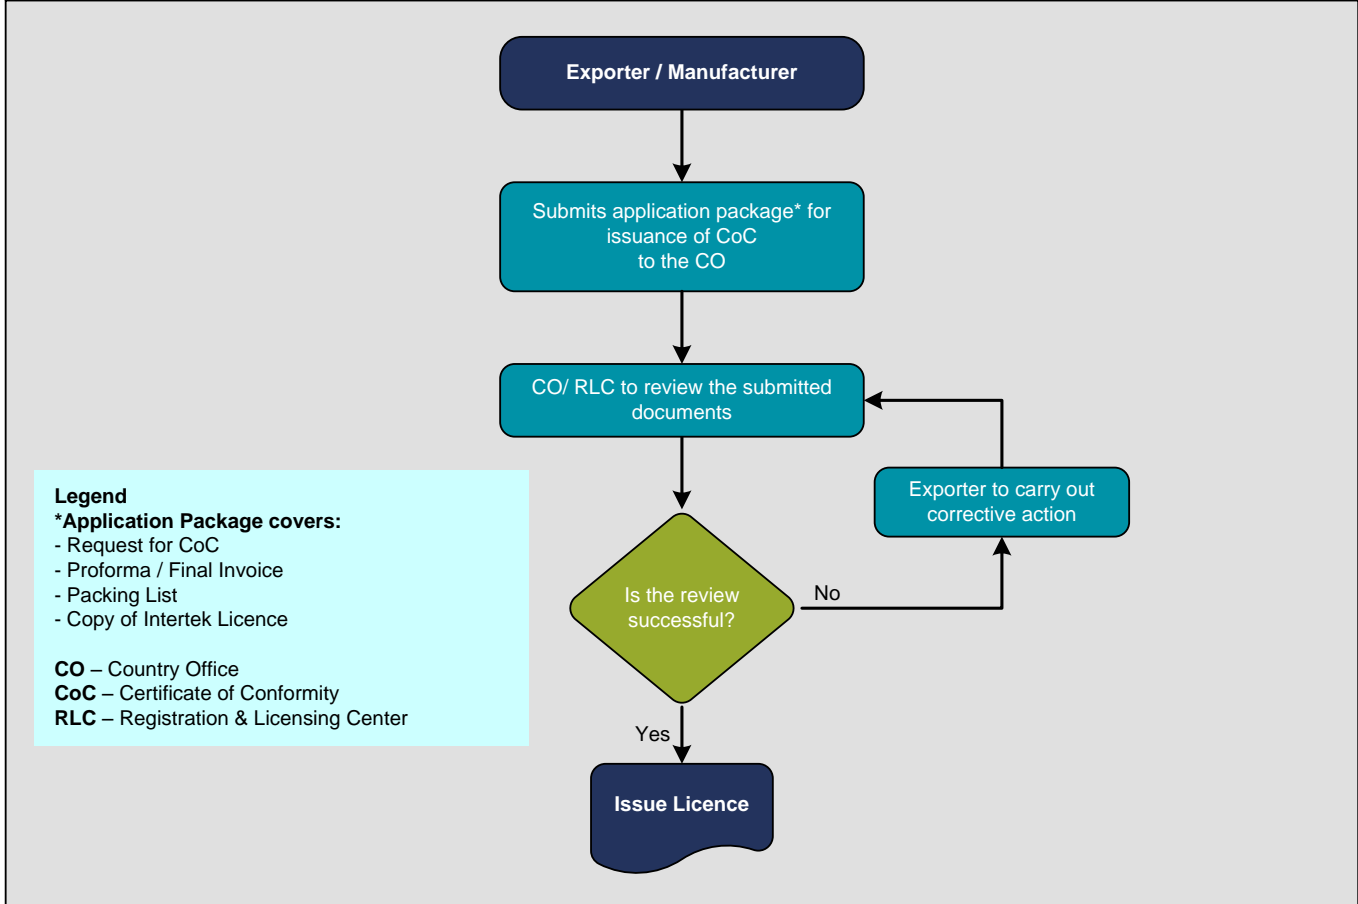 Exporter / Manufacturer
Submits application package* for
issuance of CoC
to the CO
CO/ RLC to review the submitted
documents
Exporter to carry out
corrective action
Is the review
successful?
No
Yes
Issue Licence
Legend
*Application Package covers:
- Request for CoC
- Proforma / Final Invoice
- Packing List
- Copy of Intertek Licence
CO – Country Office
CoC – Certificate of Conformity
RLC – Registration & Licensing Center